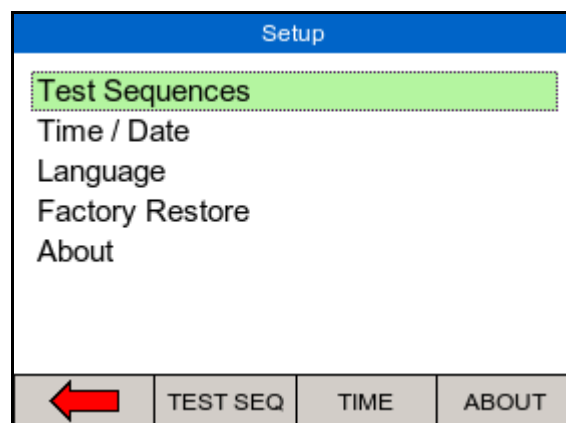 Setup
Test Sequences
Time / Date
Language
Factory Restore
About
TEST SEQ TIME ABOUT